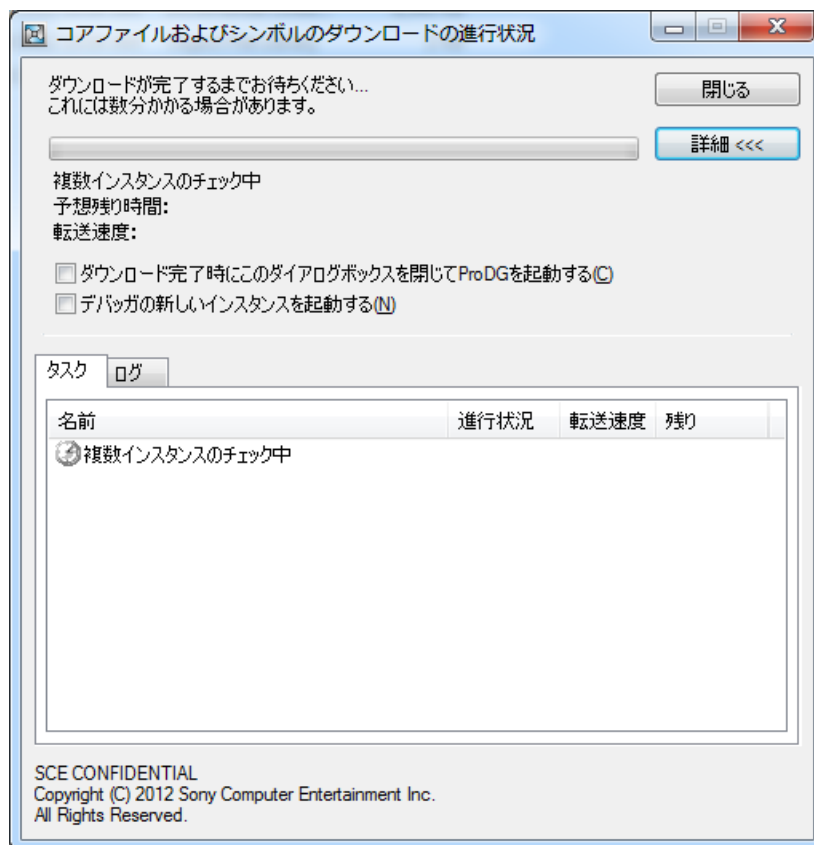 コアファイルおよびシンボルのダウンロードの進行状況
ダウンロードが完了するまでお待ちください...
これには数分かかる場合があります。
閉じる
詳細 <<<
複数インスタンスのチェック中
予想残り時間:
転送速度:
ダウンロード完了時にこのダイアログボックスを閉じてProDGを起動する(C)
デバッガの新しいインスタンスを起動する(N)
タスク ログ
名前 進行状況 転送速度 残り
複数インスタンスのチェック中
SCE CONFIDENTIAL
Copyright (C) 2012 Sony Computer Entertainment Inc.
All Rights Reserved.